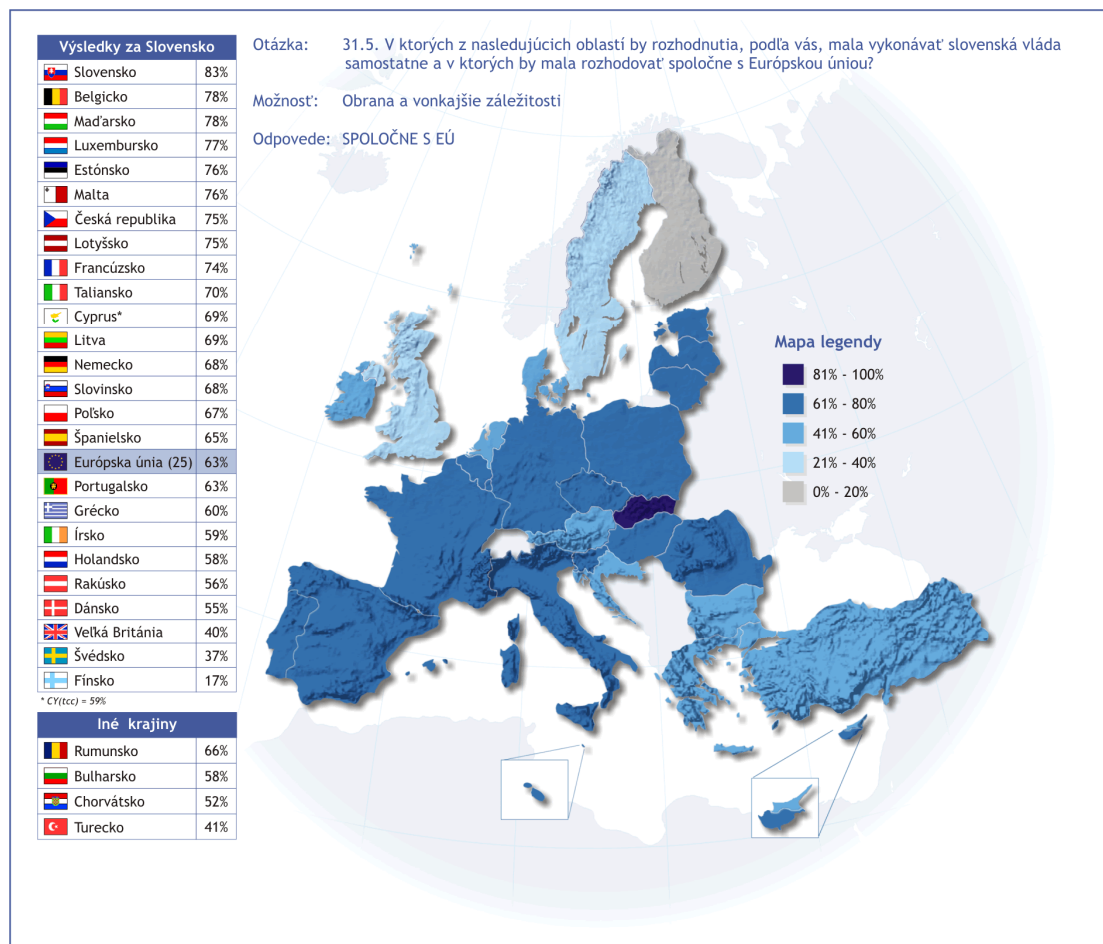 Výsledky za Slovensko
Slovensko 83%
Belgicko 78%
Maďarsko 78%
Luxembursko 77%
Estónsko 76%
Malta 76%
Česká republika 75%
Lotyšsko 75%
Francúzsko 74%
Taliansko 70%
Cyprus* 69%
Litva 69%
Nemecko 68%
Slovinsko 68%
Poľsko 67%
Španielsko 65%
Európska únia (25) 63%
Portugalsko 63%
Grécko 60%
Írsko 59%
Holandsko 58%
Rakúsko 56%
Dánsko 55%
Veľká Británia 40%
Švédsko 37%
Fínsko 17%
* CY(tcc) = 59%
Iné krajiny
Rumunsko 66%
Bulharsko 58%
Chorvátsko 52%
Turecko 41%
Otázka: 31.5. V ktorých z nasledujúcich oblastí by rozhodnutia, podľa vás, mala vykonávať slovenská vláda
samostatne a v ktorých by mala rozhodovať spoločne s Európskou úniou?
Možnosť: Obrana a vonkajšie záležitosti
Odpovede: SPOLOČNE S EÚ
Mapa legendy
81% - 100%
61% - 80%
41% - 60%
21% - 40%
0% - 20%